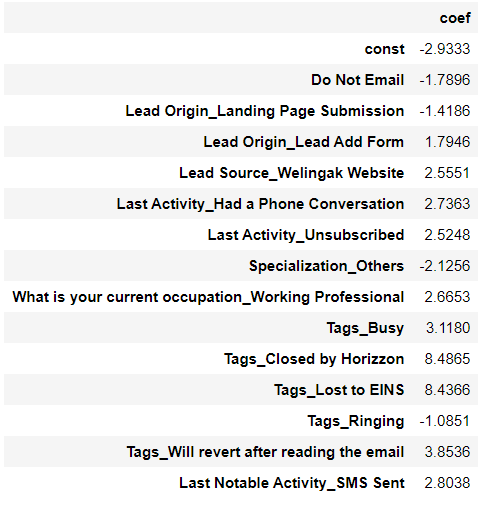 coef
const -2.9333
Do Not Email -1.7896
Lead Origin_Landing Page Submission -1.4186
Lead Origin_Lead Add Form 1.7946
Lead Source_Welingak Website 2.5551
Last Activity_Had a Phone Conversation 2.7363
Last Activity_Unsubscribed 2.5248
Specialization_Others -2.1256
What is your current occupation_Working Professional 2.6653
Tags_Busy 3.1180
Tags_Closed by Horizzon 8.4865
Tags_Lost to EINS 8.4366
Tags_Ringing -1.0851
Tags_Will revert after reading the email 3.8536
Last Notable Activity_SMS Sent 2.8038